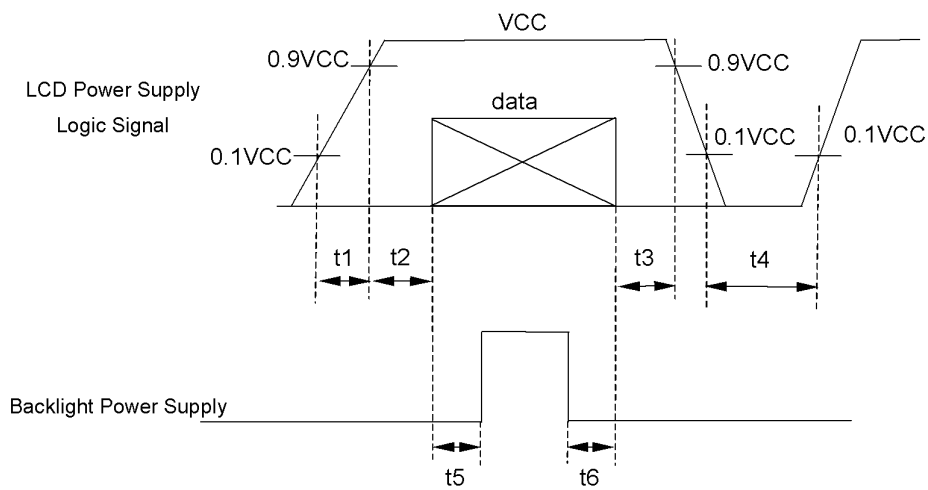 VCC
0.9VCC
0.9VCC
LCD Power Supply
Logic Signal
data
0.1VCC
0.1VCC
0.1VCC
t1
t2
t3
t4
Backlight Power Supply
t5
t6